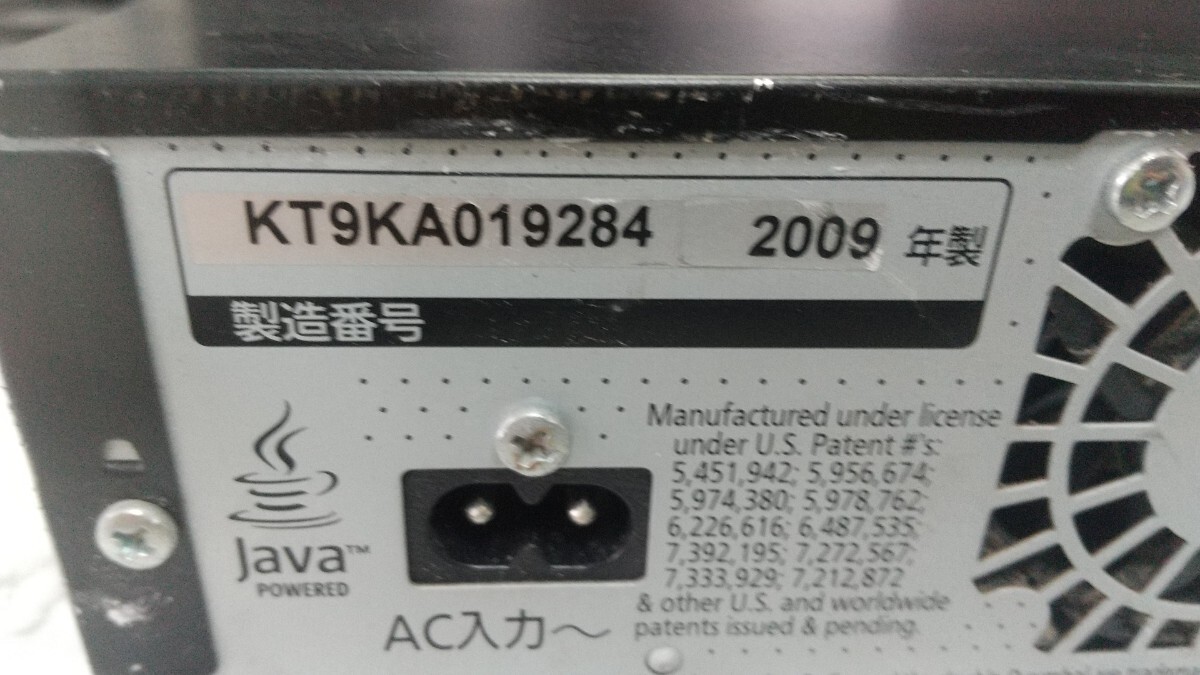 KT9KA019284 2009 年製
製造番号
Manufactured under license
under U.S. Patent #'s:
5,451,942; 5,956,674;
5,974,380; 5,978,762;
6,226,616; 6,487,535;
7,392,195; 7,272,567;
7,333,929; 7,212,872
& other U.S. and worldwide
patents issued & pending.
Java™
POWERED
AC入力～